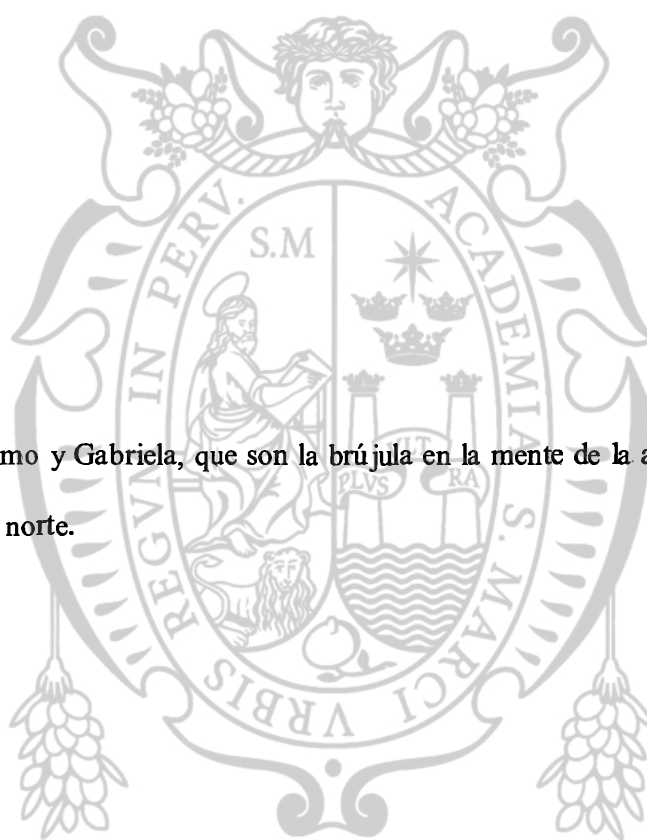 S.M
ACADEMIA S. MARCI VRBIS REGVM IN PERV.
PLVS VLT RA
mo y Gabriela, que son la brújula en la mente de la a
norte.